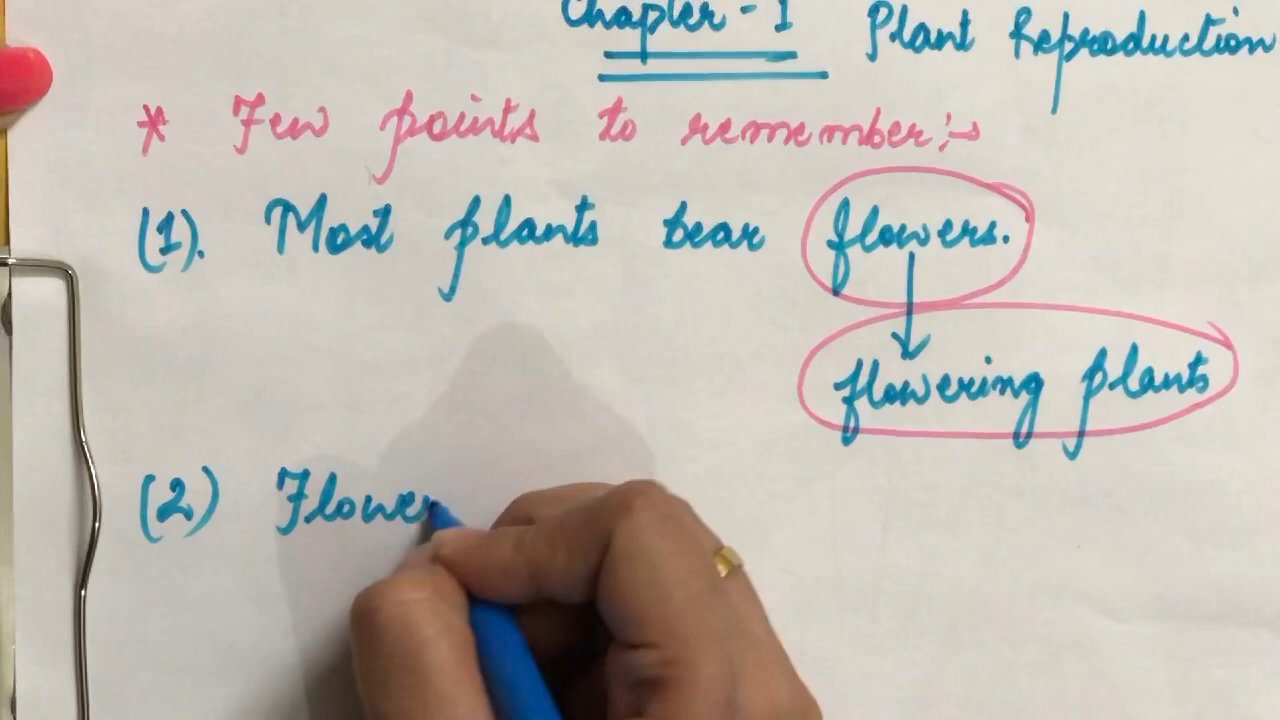 Chapter - 1 Plant Reproduction
* Few points to remember:→
(1). Most plants bear flowers.
flowering plants
(2) Flower